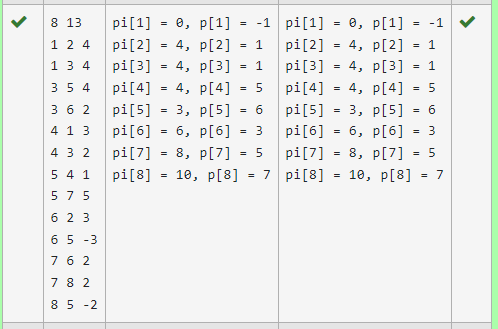 8 13 pi[1] = 0, p[1] = -1 pi[1] = 0, p[1] = -1
1 2 4 pi[2] = 4, p[2] = 1 pi[2] = 4, p[2] = 1
1 3 4 pi[3] = 4, p[3] = 1 pi[3] = 4, p[3] = 1
3 5 4 pi[4] = 4, p[4] = 5 pi[4] = 4, p[4] = 5
3 6 2 pi[5] = 3, p[5] = 6 pi[5] = 3, p[5] = 6
4 1 3 pi[6] = 6, p[6] = 3 pi[6] = 6, p[6] = 3
4 3 2 pi[7] = 8, p[7] = 5 pi[7] = 8, p[7] = 5
5 4 1 pi[8] = 10, p[8] = 7 pi[8] = 10, p[8] = 7
5 7 5
6 2 3
6 5 -3
7 6 2
7 8 2
8 5 -2